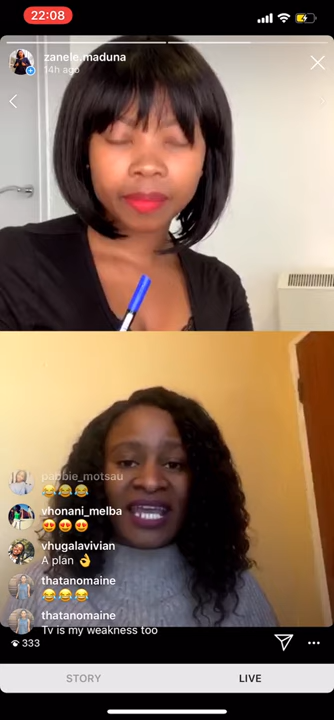 22:08
zanele.maduna
14h ago
pabbie_motsau
😂😂😂
vhonani_melba
😍😍😍
vhugalavivian
A plan 👌
thatanomaine
😂😂😂
thatanomaine
Tv is my weakness too
333
STORY LIVE